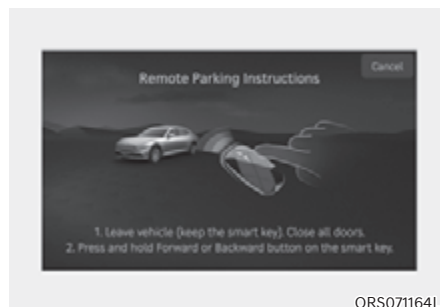 Cancel
Remote Parking Instructions
1. Leave vehicle (keep the smart key). Close all doors.
2. Press and hold Forward or Backward button on the smart key.
ORS071164L